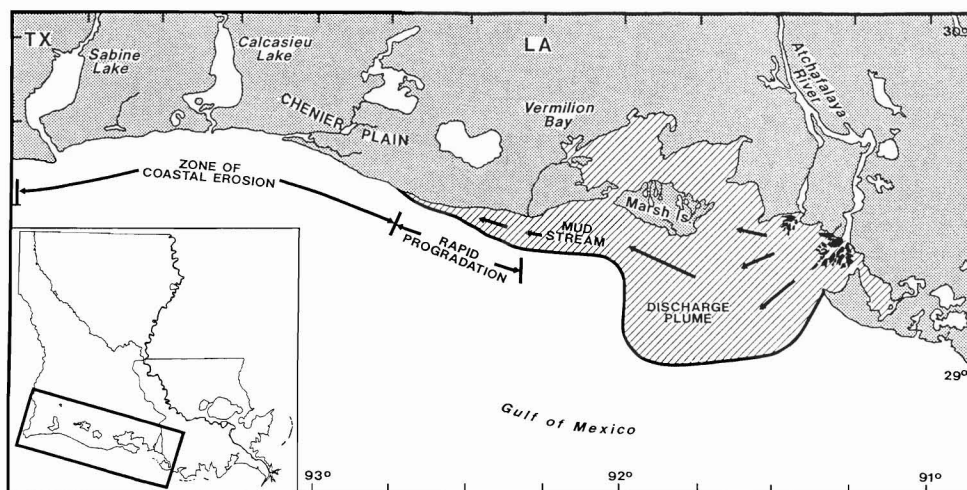 TX
LA
30°
Sabine
Lake
Calcasieu
Lake
CHENIER PLAIN
Vermilion
Bay
Atchafalaya
River
ZONE OF
COASTAL EROSION
Marsh Is.
MUD
STREAM
RAPID
PROGRADATION
DISCHARGE
PLUME
29°
Gulf of Mexico
93°
92°
91°